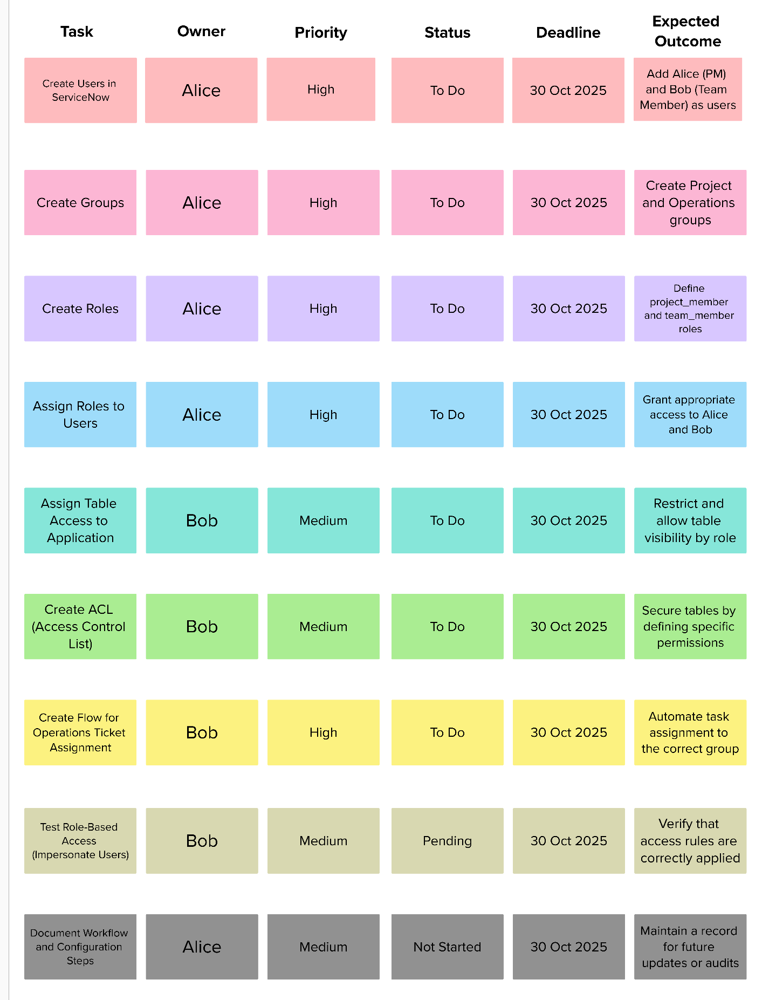 Task
Owner
Priority
Status
Deadline
Expected
Outcome
Create Users in
ServiceNow
Alice
High
To Do
30 Oct 2025
Add Alice (PM)
and Bob (Team
Member) as users
Create Groups
Alice
High
To Do
30 Oct 2025
Create Project
and Operations
groups
Create Roles
Alice
High
To Do
30 Oct 2025
Define
project_member
and team_member
roles
Assign Roles to
Users
Alice
High
To Do
30 Oct 2025
Grant appropriate
access to Alice
and Bob
Assign Table
Access to
Application
Bob
Medium
To Do
30 Oct 2025
Restrict and
allow table
visibility by role
Create ACL
(Access Control
List)
Bob
Medium
To Do
30 Oct 2025
Secure tables by
defining specific
permissions
Create Flow for
Operations Ticket
Assignment
Bob
High
To Do
30 Oct 2025
Automate task
assignment to
the correct group
Test Role-Based
Access
(Impersonate Users)
Bob
Medium
Pending
30 Oct 2025
Verify that
access rules are
correctly applied
Document Workflow
and Configuration
Steps
Alice
Medium
Not Started
30 Oct 2025
Maintain a record
for future
updates or audits